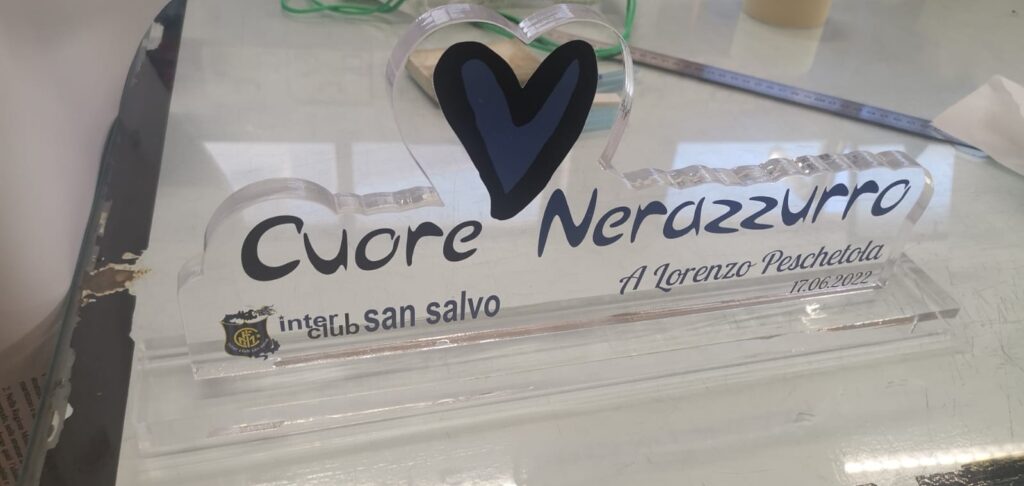 Cuore Nerazzurro
A Lorenzo Peschetola
17.06.2022
inter
club san salvo